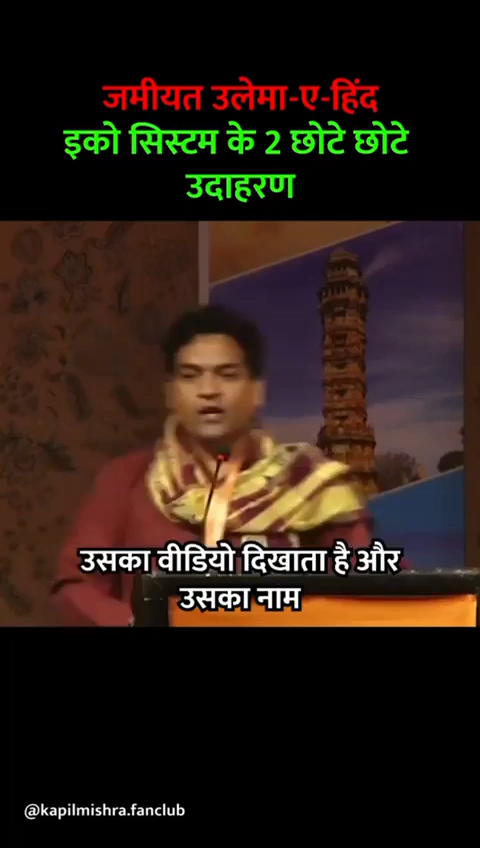 जमीयत उलेमा-ए-हिंद
इको सिस्टम के 2 छोटे छोटे
उदाहरण
उसका वीडियो दिखाता है और
उसका नाम
@kapilmishra.fanclub